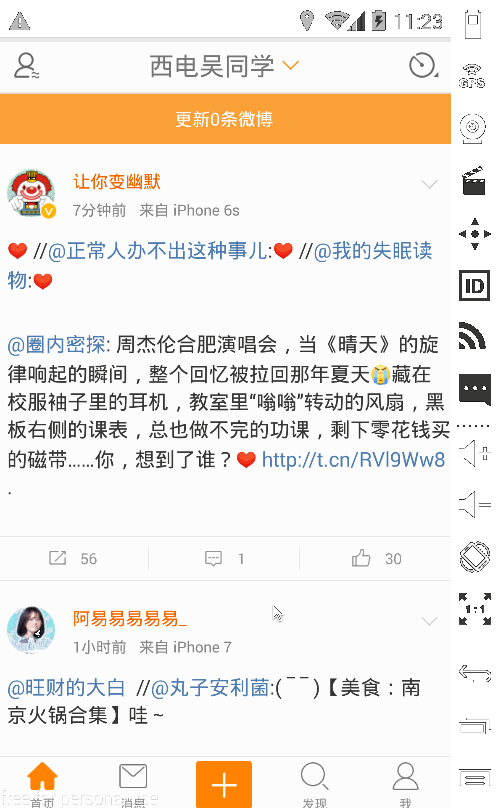 11:23
西电吴同学
GPS
更新0条微博
让你变幽默
7分钟前 来自 iPhone 6s
ID
//@正常人办不出这种事儿: //@我的失眠读
物:
@圈内密探: 周杰伦合肥演唱会，当《晴天》的旋
律响起的瞬间，整个回忆被拉回那年夏天😭藏在
校服袖子里的耳机，教室里“嗡嗡”转动的风扇，黑
板右侧的课表，总也做不完的功课，剩下零花钱买
的磁带……你，想到了谁？❤ http://t.cn/RVl9Ww8
.
56 1 30
1:1
阿易易易易易_
1小时前 来自 iPhone 7
@旺财的大白 //@丸子安利菌:(¯¯)【美食：南
京火锅合集】哇～
free for personal use
首页 消息 发现 我